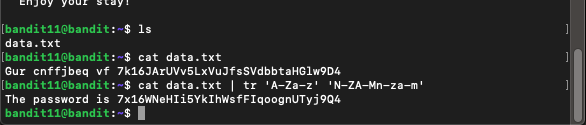 Enjoy your stay!
[bandit11@bandit:~$ ls ]
data.txt
[bandit11@bandit:~$ cat data.txt ]
Gur cnffjbeq vf 7k16JArUVv5LxVuJfsSVdbbtaHGlw9D4
[bandit11@bandit:~$ cat data.txt | tr 'A-Za-z' 'N-ZA-Mn-za-m' ]
The password is 7x16WNeHIi5YkIhWsfFIqoognUTyj9Q4
bandit11@bandit:~$